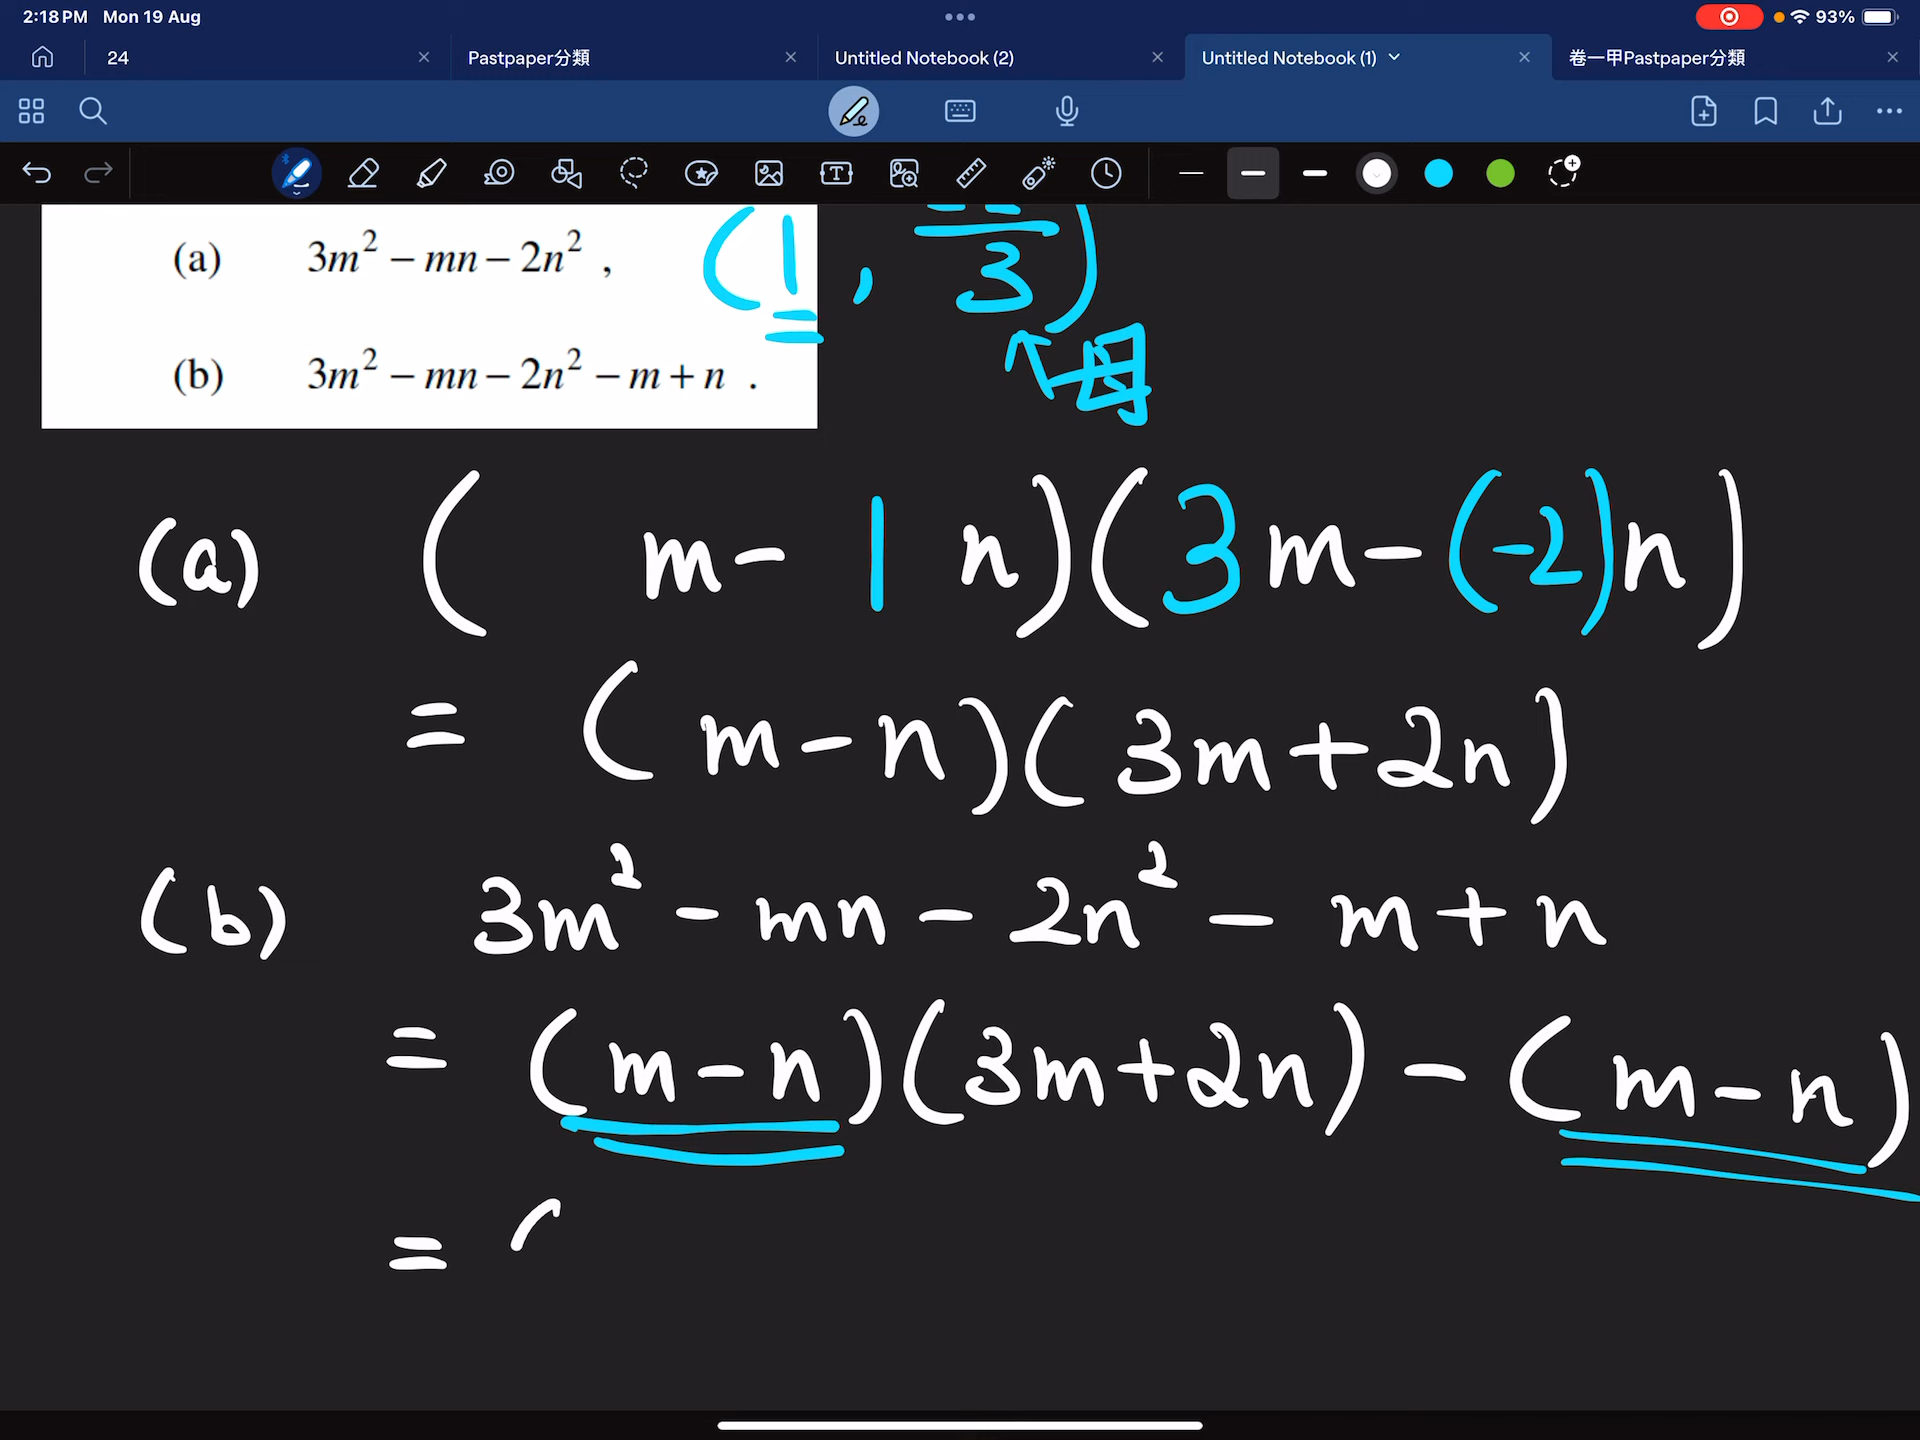 2:18 PM Mon 19 Aug
93%
24
Pastpaper分類
Untitled Notebook (2)
Untitled Notebook (1)
卷一甲Pastpaper分類
(a) 3m² − mn − 2n² ,
(1, /3)
母
(b) 3m² − mn − 2n² − m + n .
(a) ( m − 1 n)(3m − (−2)n)
= (m − n)(3m + 2n)
(b) 3m² − mn − 2n² − m + n
= (m − n)(3m + 2n) − (m − n)
= (